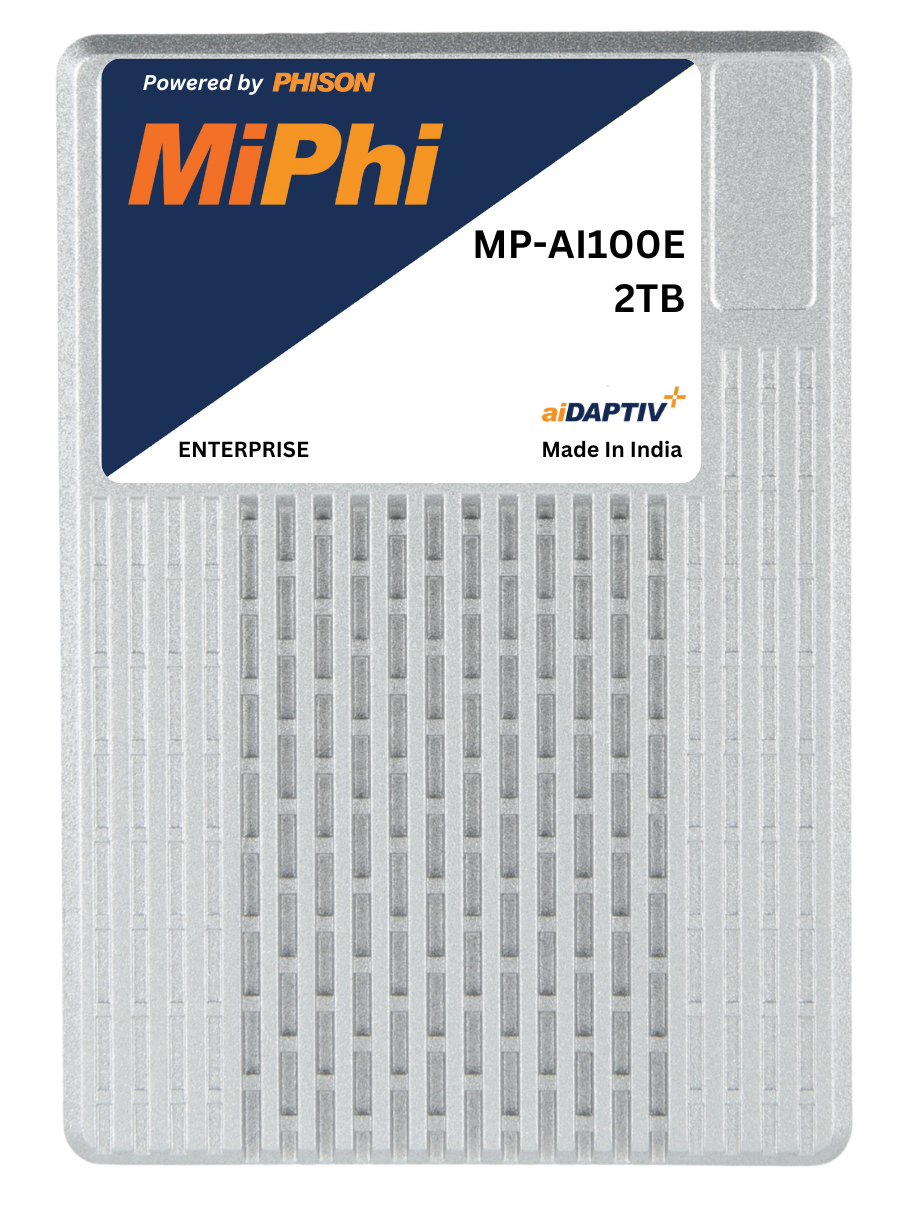 Powered by PHISON
MiPhi
MP-AI100E
2TB
aiDAPTIV+
ENTERPRISE
Made In India